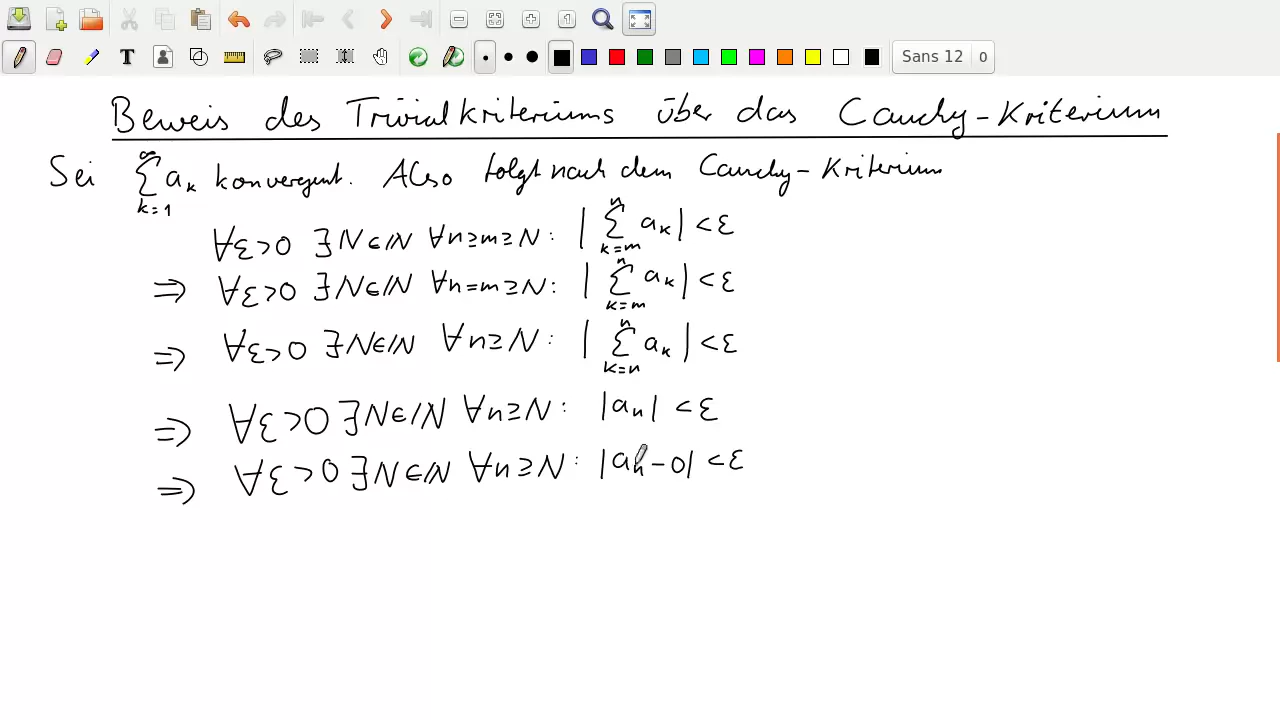 Sans 12 0
Beweis des Trivialkriteriums über das Cauchy-Kriterium
Sei ∑_{k=1}^{∞} a_k konvergent. Also folgt nach dem Cauchy-Kriterium
∀ε>0 ∃N∈ℕ ∀n≥m≥N: |∑_{k=m}^{n} a_k| < ε
⇒ ∀ε>0 ∃N∈ℕ ∀n=m≥N: |∑_{k=m}^{n} a_k| < ε
⇒ ∀ε>0 ∃N∈ℕ ∀n≥N: |∑_{k=n}^{n} a_k| < ε
⇒ ∀ε>0 ∃N∈ℕ ∀n≥N: |a_n| < ε
⇒ ∀ε>0 ∃N∈ℕ ∀n≥N: |a_n − 0| < ε